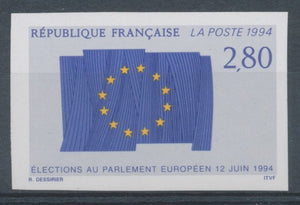 RÉPUBLIQUE FRANÇAISE LA POSTE 1994
2,80
ÉLECTIONS AU PARLEMENT EUROPÉEN 12 JUIN 1994
R. DESSIRIER ITVF